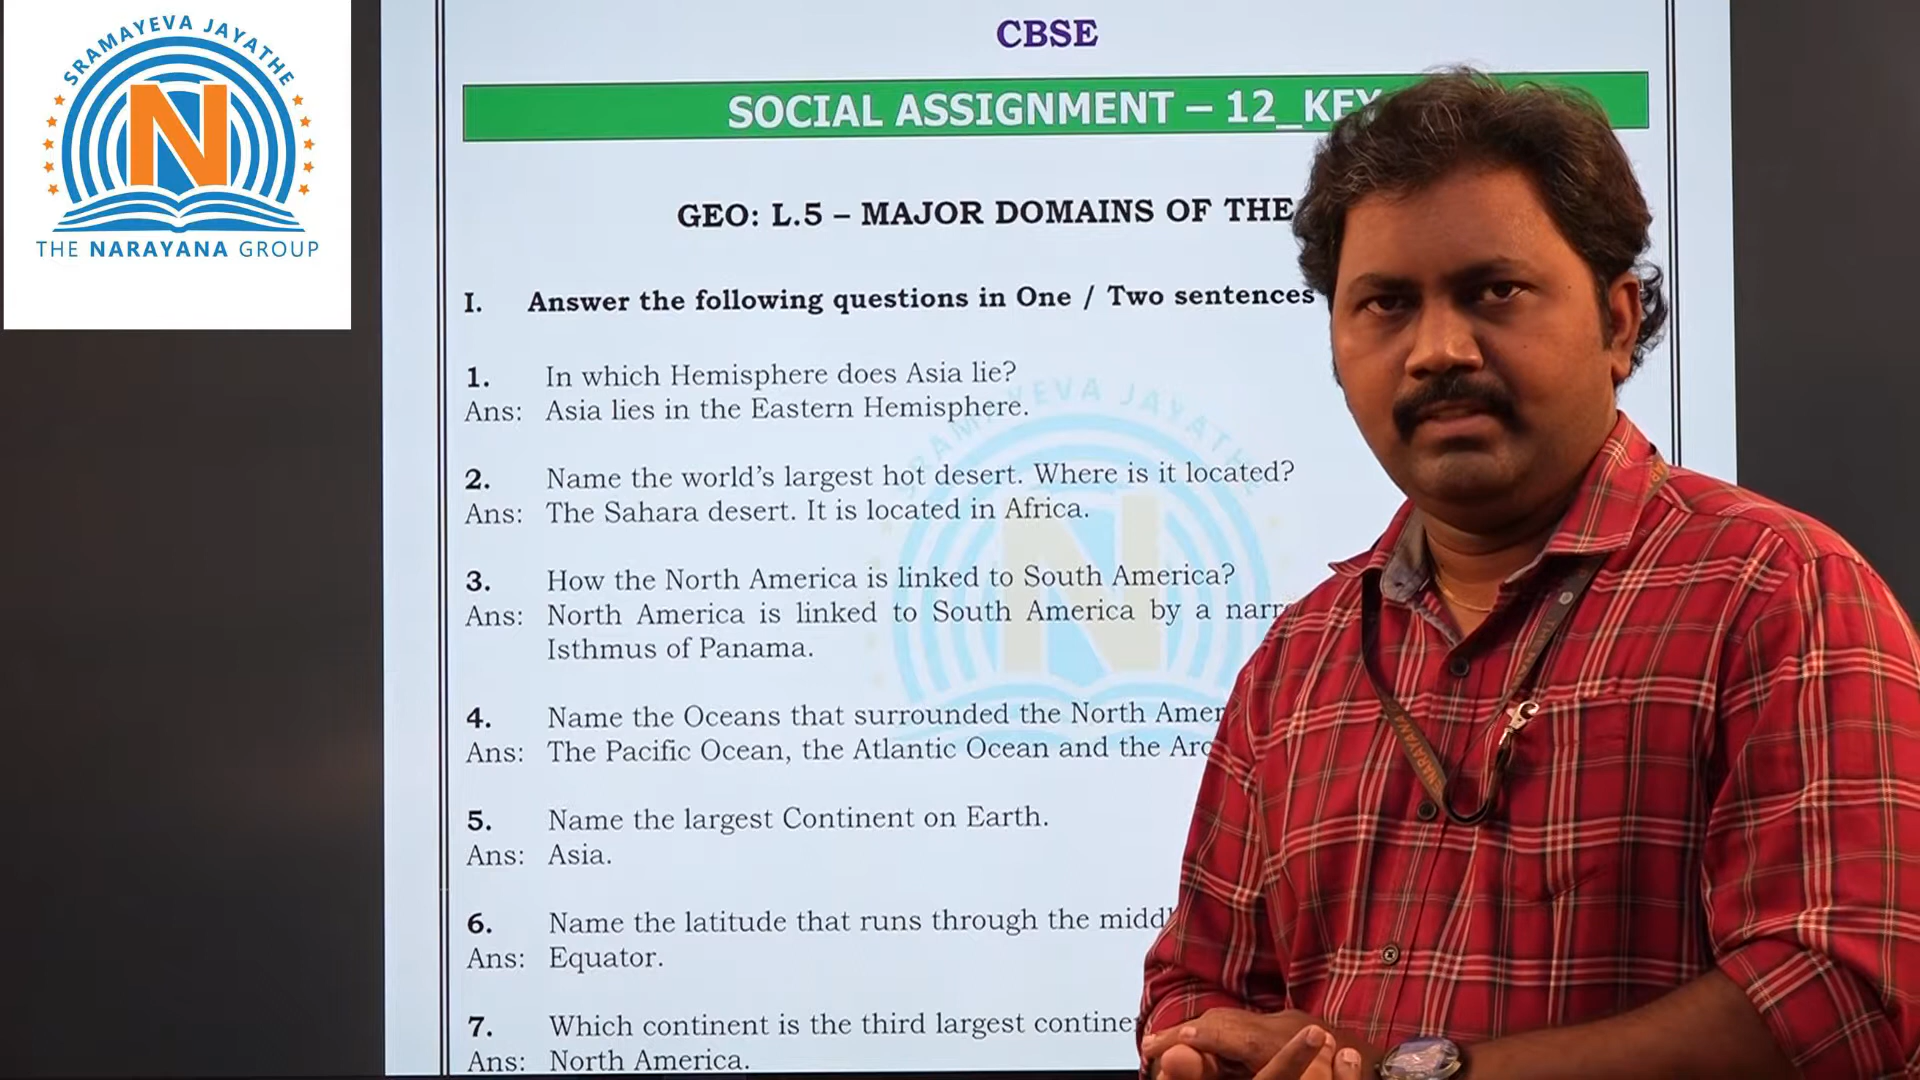 SRAMAYEVA JAYATHE
N
THE NARAYANA GROUP
CBSE
SOCIAL ASSIGNMENT – 12_KEY
GEO: L.5 – MAJOR DOMAINS OF THE
I. Answer the following questions in One / Two sentences
1. In which Hemisphere does Asia lie?
Ans: Asia lies in the Eastern Hemisphere.
2. Name the world's largest hot desert. Where is it located?
Ans: The Sahara desert. It is located in Africa.
3. How the North America is linked to South America?
Ans: North America is linked to South America by a
Isthmus of Panama.
4. Name the Oceans that surrounded the North
Ans: The Pacific Ocean, the Atlantic Ocean and the
5. Name the largest Continent on Earth.
Ans: Asia.
6. Name the latitude that runs through the
Ans: Equator.
7. Which continent is the third largest
Ans: North America.
SRAMAYEVA JAYATHE
N
NARAYANA